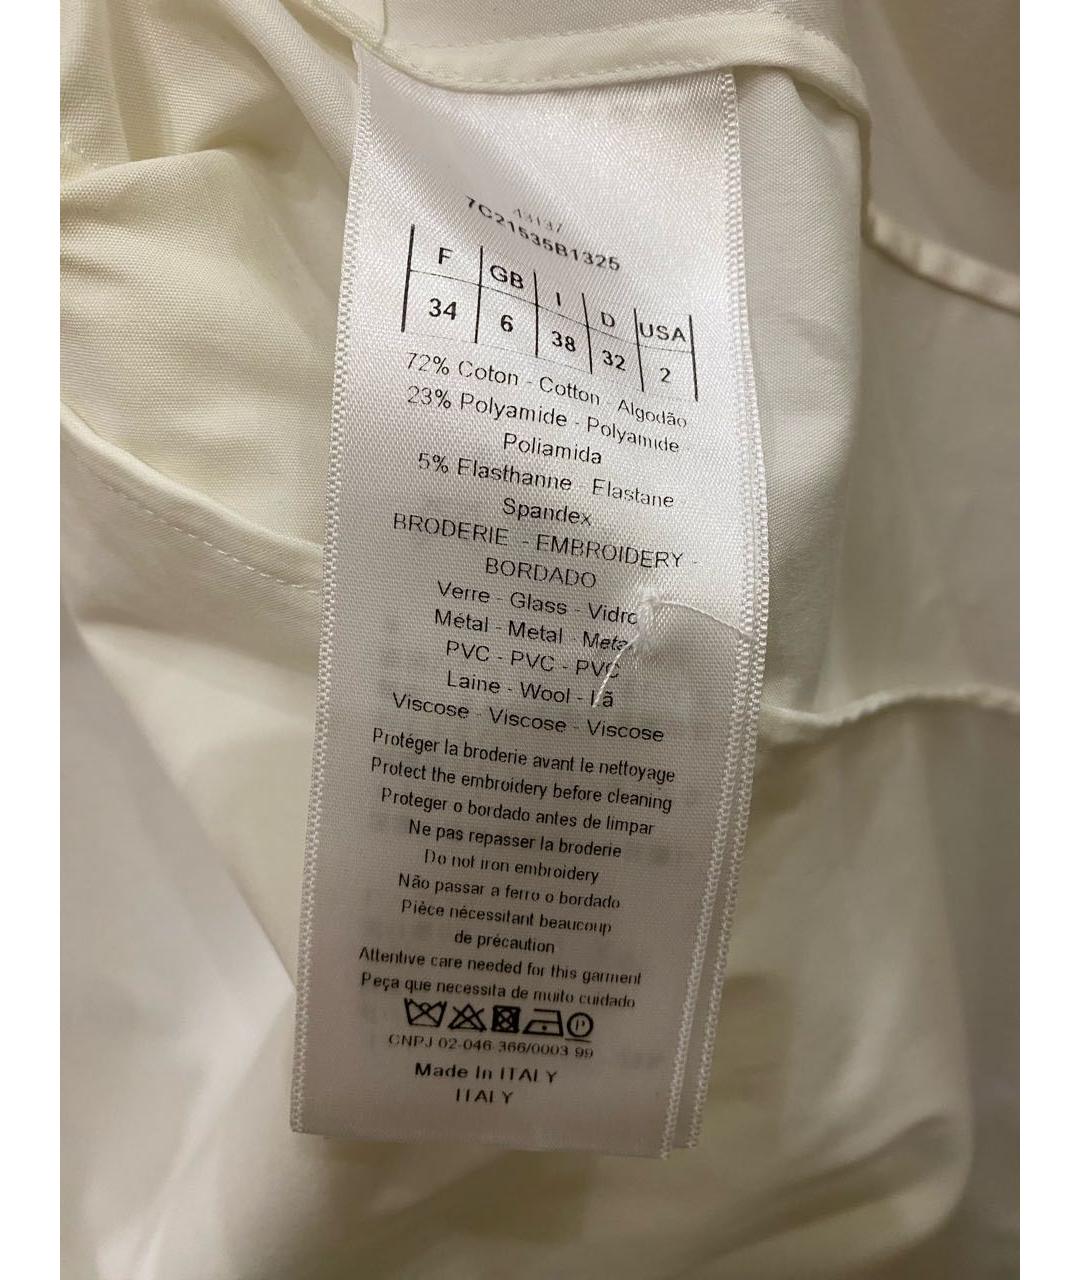 13137
7C21535B1325
F GB I D USA
34 6 38 32 2
72% Coton - Cotton - Algodão
23% Polyamide - Polyamide
Poliamida
5% Elasthanne - Elastane
Spandex
BRODERIE - EMBROIDERY -
BORDADO
Verre - Glass - Vidro
Métal - Metal - Meta
PVC - PVC - PVC
Laine - Wool - Lã
Viscose - Viscose - Viscose
Protéger la broderie avant le nettoyage
Protect the embroidery before cleaning
Proteger o bordado antes de limpar
Ne pas repasser la broderie
Do not iron embroidery
Não passar a ferro o bordado
Pièce nécessitant beaucoup
de précaution
Attentive care needed for this garment
Peça que necessita de muito cuidado
P
CNPJ 02-046 366/0003 99
Made In ITALY
ITALY